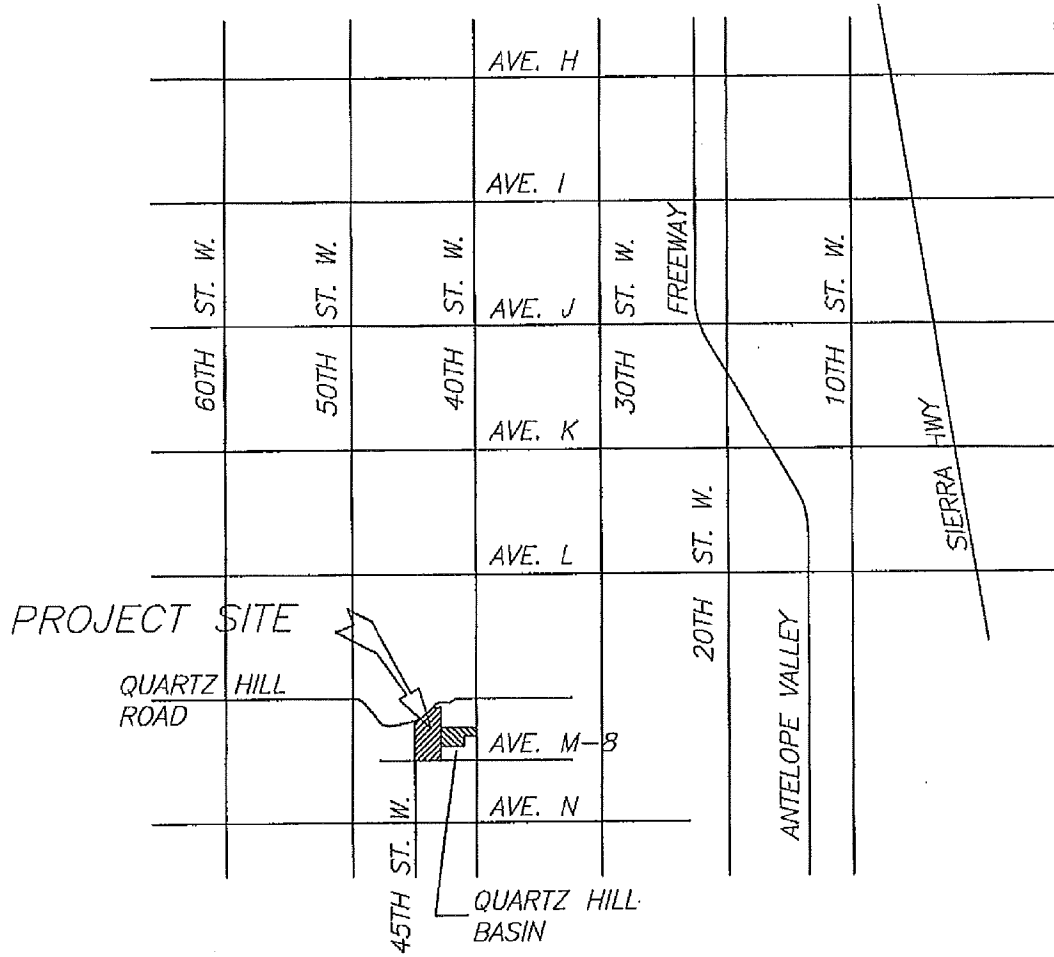 AVE. H
AVE. I
60TH ST. W.
50TH ST. W.
40TH ST. W.
30TH ST. W.
FREEWAY
10TH ST. W.
AVE. J
AVE. K
SIERRA HWY
AVE. L
20TH ST. W.
PROJECT SITE
ANTELOPE VALLEY
QUARTZ HILL
ROAD
AVE. M-8
AVE. N
45TH ST. W.
QUARTZ HILL
BASIN